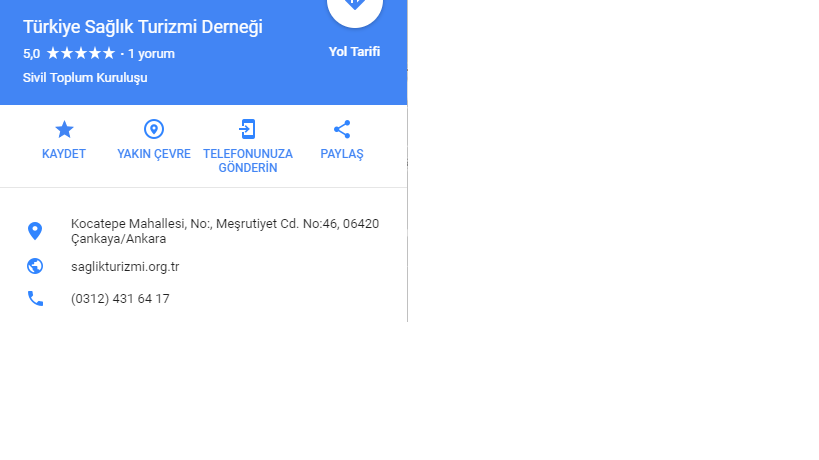 Türkiye Sağlık Turizmi Derneği
5,0 ★★★★★ · 1 yorum
Yol Tarifi
Sivil Toplum Kuruluşu
KAYDET
YAKIN ÇEVRE
TELEFONUNUZA
GÖNDERİN
PAYLAŞ
Kocatepe Mahallesi, No:, Meşrutiyet Cd. No:46, 06420
Çankaya/Ankara
saglikturizmi.org.tr
(0312) 431 64 17